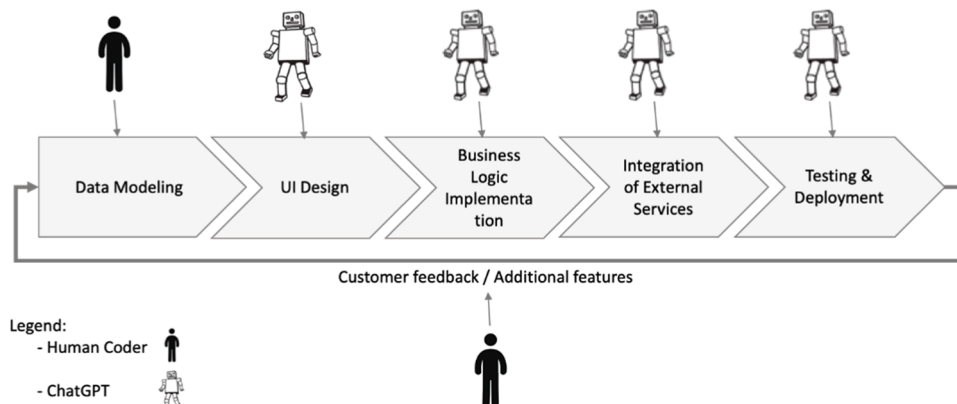 Data Modeling
UI Design
Business
Logic
Implementa
tion
Integration
of External
Services
Testing &
Deployment
Customer feedback / Additional features
Legend:
- Human Coder
- ChatGPT